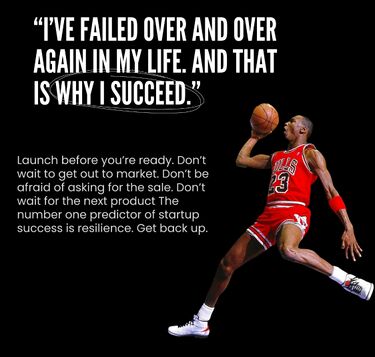 “I’VE FAILED OVER AND OVER
AGAIN IN MY LIFE. AND THAT
IS WHY I SUCCEED.”
Launch before you’re ready. Don’t
wait to get out to market. Don’t be
afraid of asking for the sale. Don’t
wait for the next product The
number one predictor of startup
success is resilience. Get back up.
BULLS
23